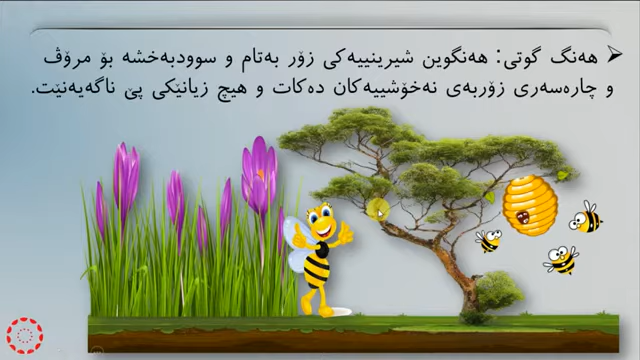 هەنگ گوتی: هەنگوین شیرینییەکی زۆر بەتام و سوودبەخشە بۆ مرۆڤ
و چارەسەری زۆربەی نەخۆشییەکان دەکات و هیچ زیانێکی پێ ناگەیەنێت.